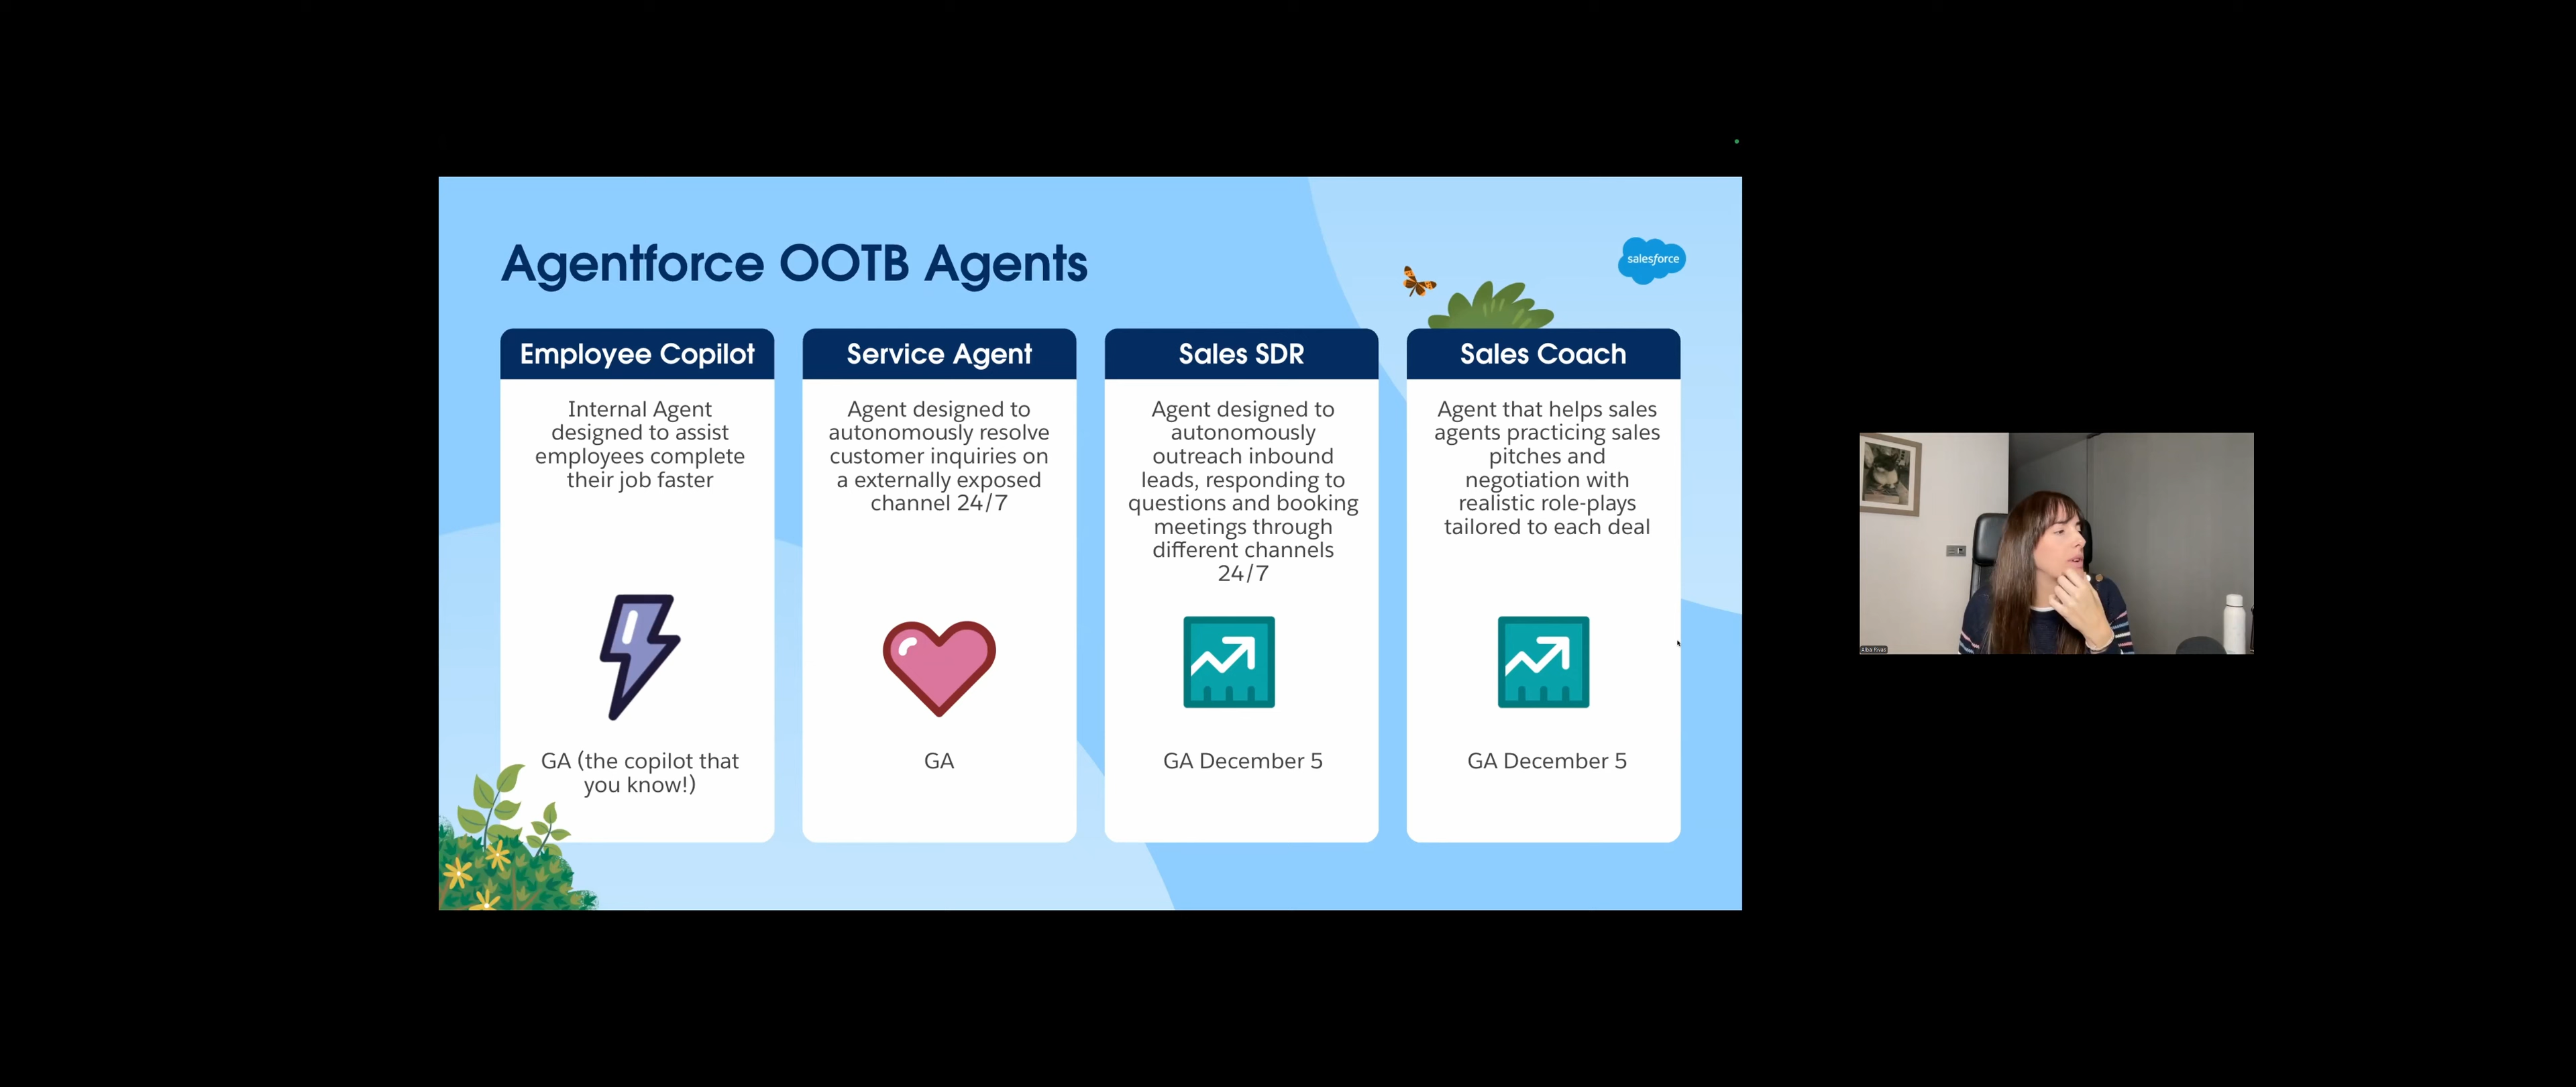 Agentforce OOTB Agents
salesforce
Employee Copilot
Internal Agent
designed to assist
employees complete
their job faster
GA (the copilot that
you know!)
Service Agent
Agent designed to
autonomously resolve
customer inquiries on
a externally exposed
channel 24/7
GA
Sales SDR
Agent designed to
autonomously
outreach inbound
leads, responding to
questions and booking
meetings through
different channels
24/7
GA December 5
Sales Coach
Agent that helps sales
agents practicing sales
pitches and
negotiation with
realistic role-plays
tailored to each deal
GA December 5
Alba Rivas